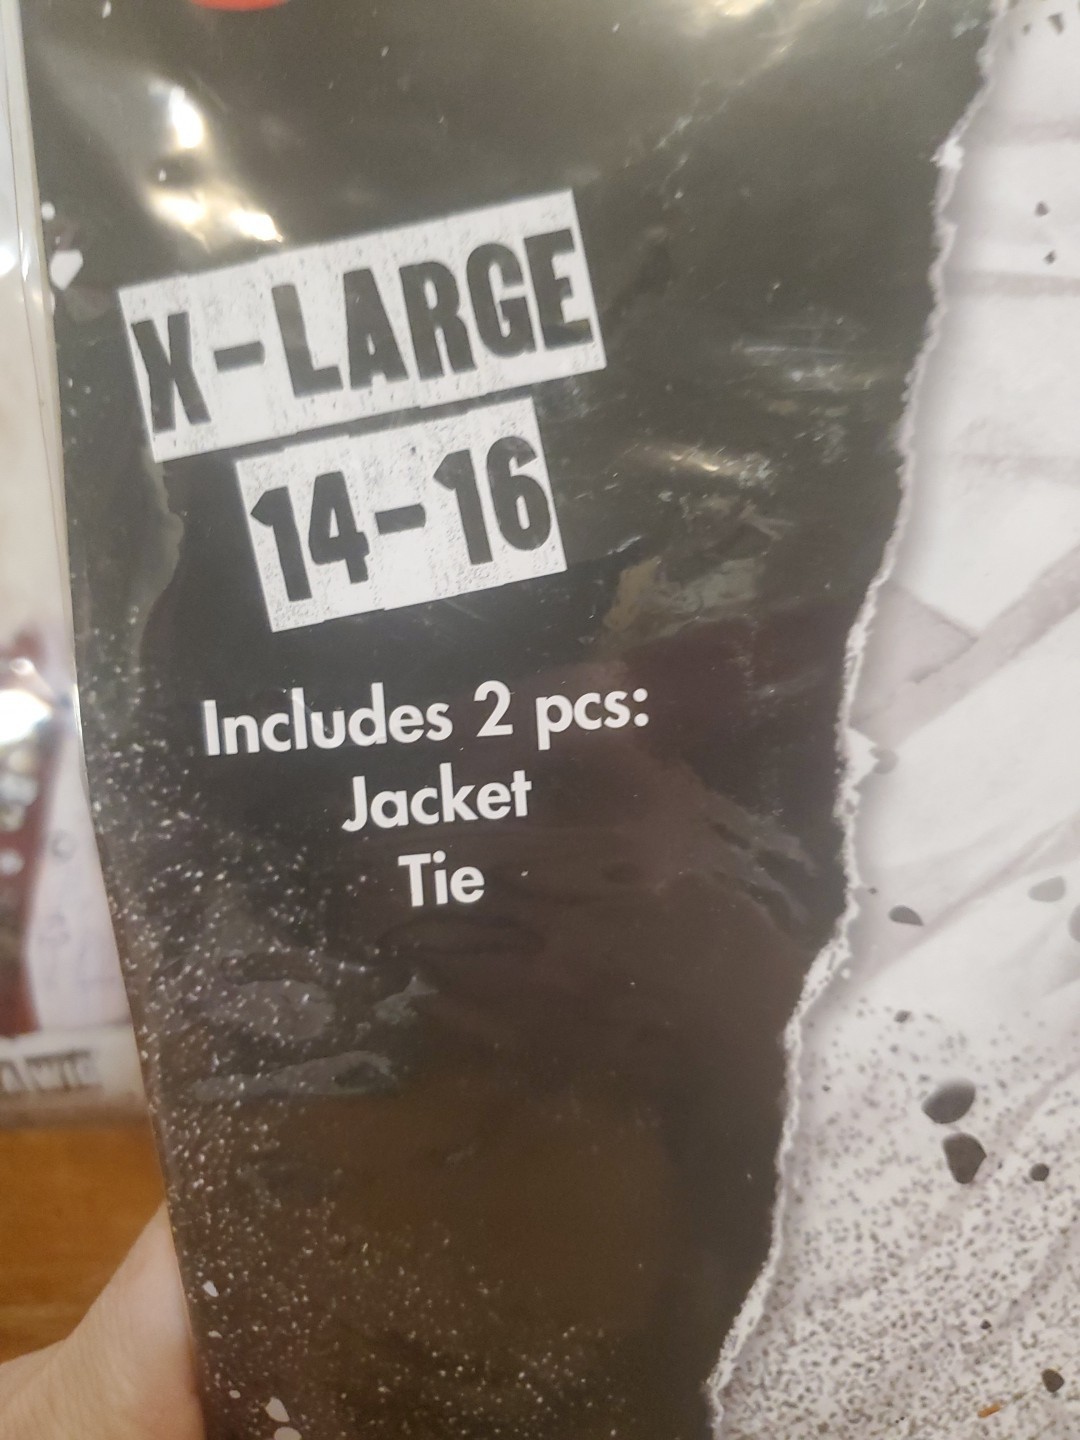 X-LARGE
14-16
Includes 2 pcs:
Jacket
Tie